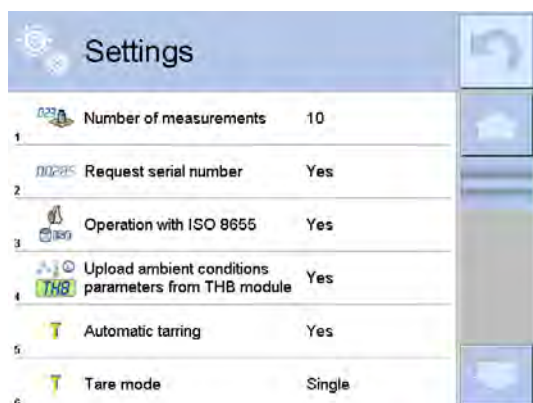 Settings
Number of measurements 10
1
Request serial number Yes
2
Operation with ISO 8655 Yes
3
Upload ambient conditions
parameters from THB module Yes
THB
4
Automatic tarring Yes
T
5
T Tare mode Single
6